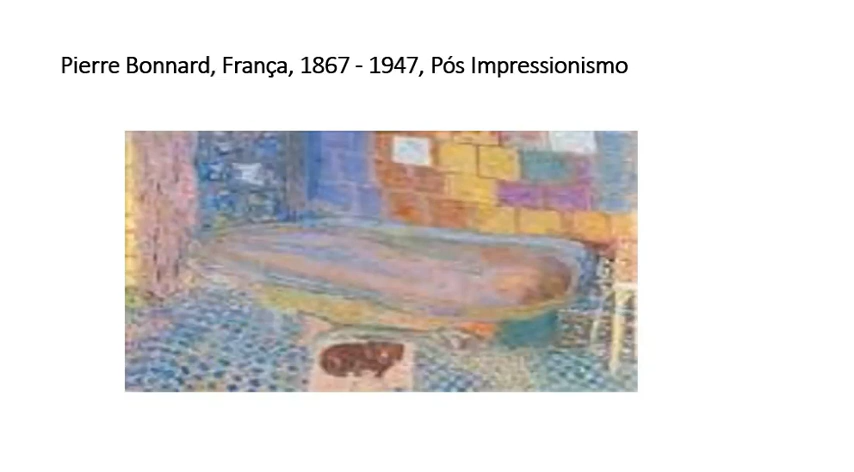 Pierre Bonnard, França, 1867 - 1947, Pós Impressionismo